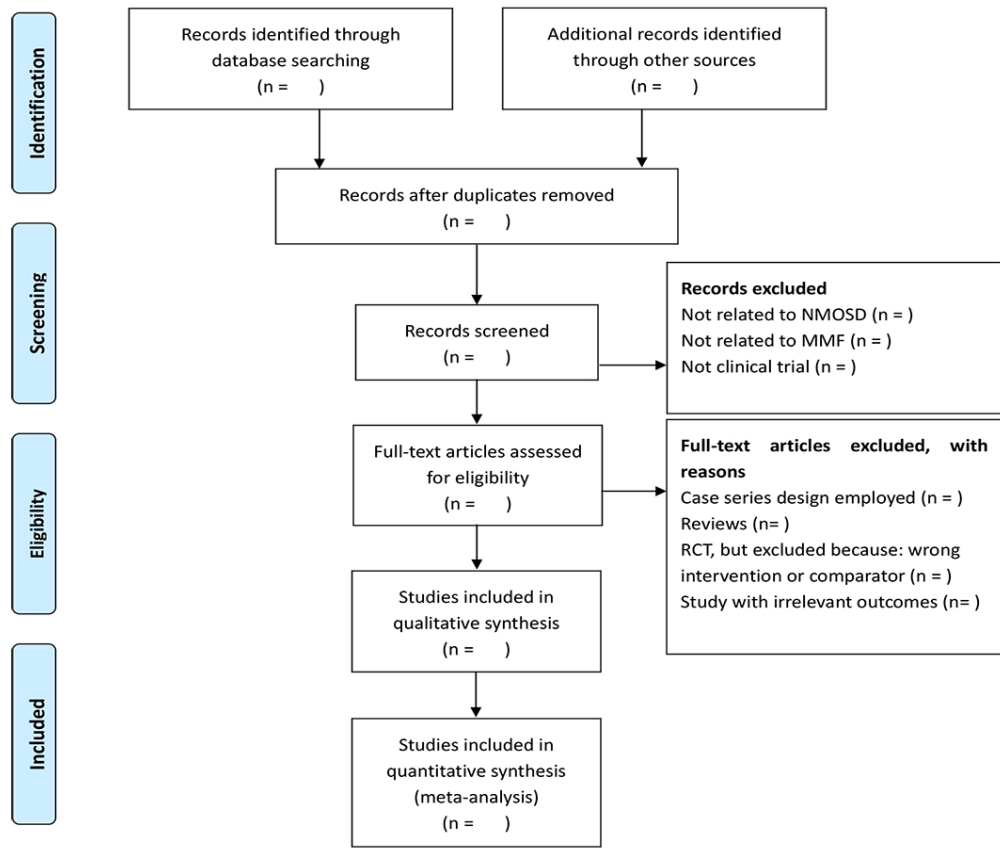 Identification
Records identified through
database searching
(n = )
Additional records identified
through other sources
(n = )
Records after duplicates removed
(n = )
Screening
Records screened
(n = )
Records excluded
Not related to NMOSD (n = )
Not related to MMF (n = )
Not clinical trial (n = )
Eligibility
Full-text articles assessed
for eligibility
(n = )
Full-text articles excluded, with
reasons
Case series design employed (n = )
Reviews (n= )
RCT, but excluded because: wrong
intervention or comparator (n = )
Study with irrelevant outcomes (n= )
Studies included in
qualitative synthesis
(n = )
Included
Studies included in
quantitative synthesis
(meta-analysis)
(n = )